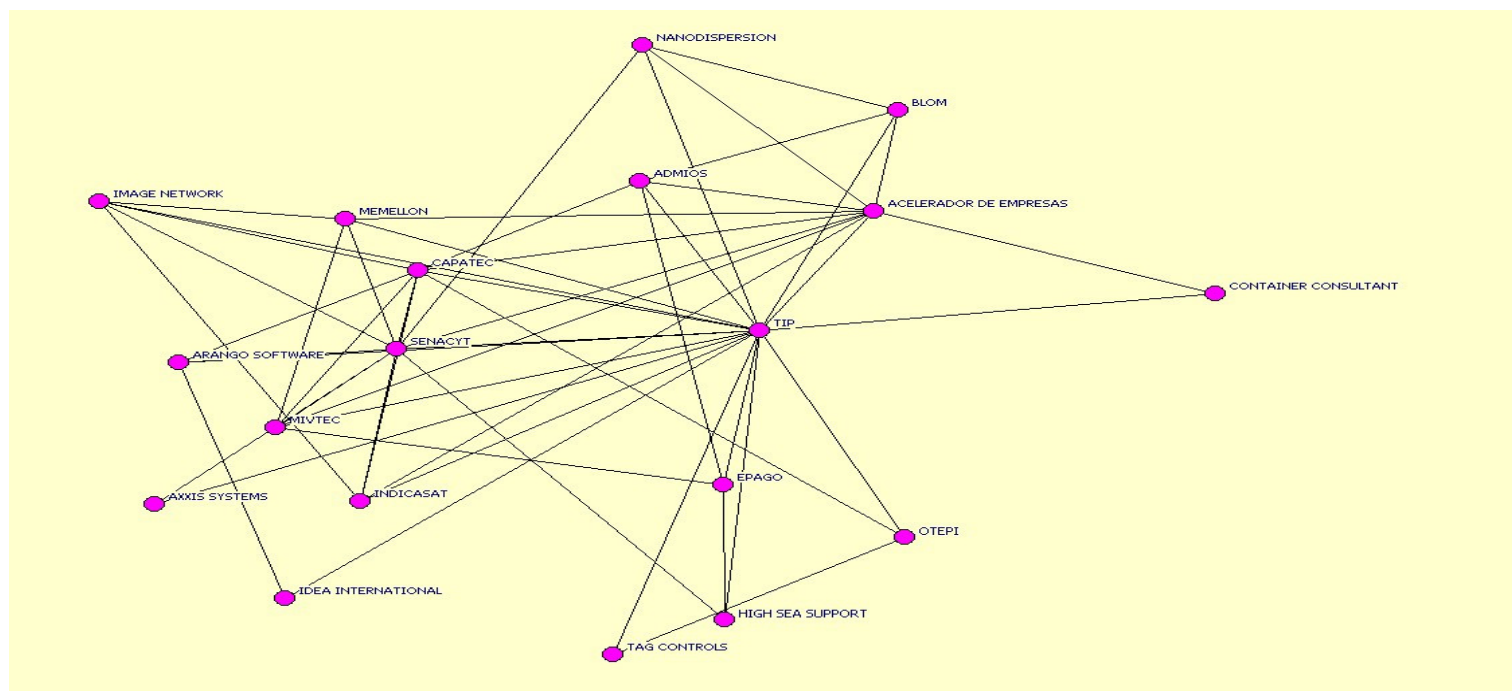 NANODISPERSION
BLOM
ADMIOS
IMAGE NETWORK
ACELERADOR DE EMPRESAS
MEMELLON
CAPATEC
CONTAINER CONSULTANT
TIP
SENACYT
ARANGO SOFTWARE
MIVTEC
EPAGO
INDICASAT
AXXIS SYSTEMS
OTEPI
IDEA INTERNATIONAL
HIGH SEA SUPPORT
TAG CONTROLS